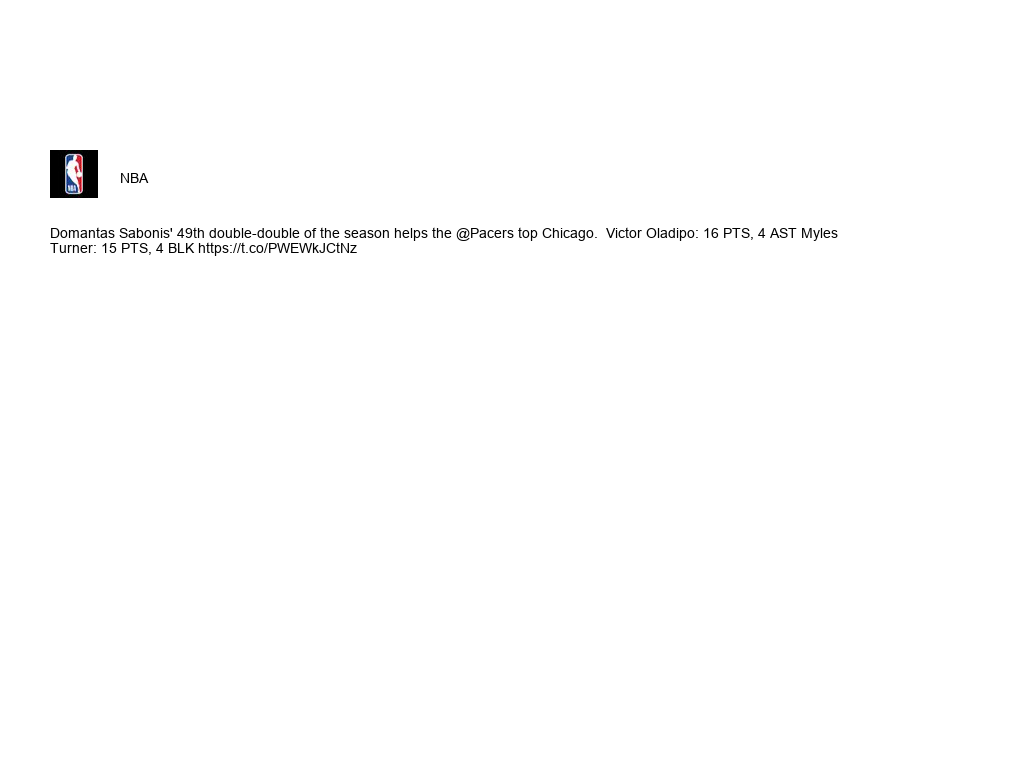 NBA
Domantas Sabonis' 49th double-double of the season helps the @Pacers top Chicago.  Victor Oladipo: 16 PTS, 4 AST Myles
Turner: 15 PTS, 4 BLK https://t.co/PWEWkJCtNz